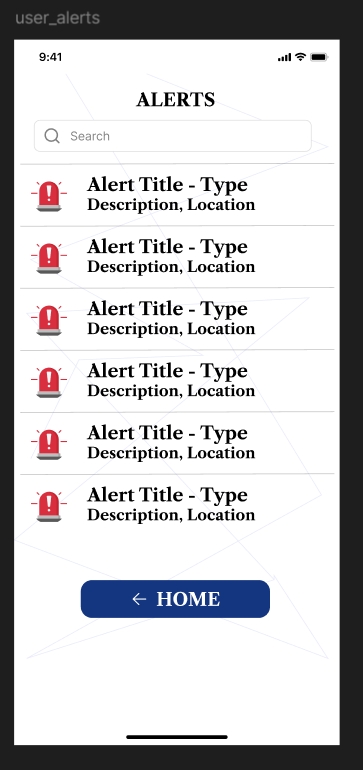 user_alerts
9:41
ALERTS
Search
Alert Title - Type
Description, Location
Alert Title - Type
Description, Location
Alert Title - Type
Description, Location
Alert Title - Type
Description, Location
Alert Title - Type
Description, Location
Alert Title - Type
Description, Location
← HOME